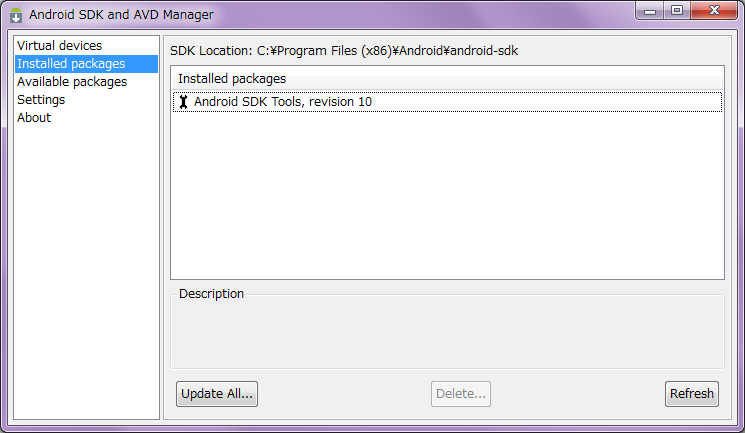 Android SDK and AVD Manager
Virtual devices
Installed packages
Available packages
Settings
About
SDK Location: C:¥Program Files (x86)¥Android¥android-sdk
Installed packages
Android SDK Tools, revision 10
Description
Update All...
Delete...
Refresh